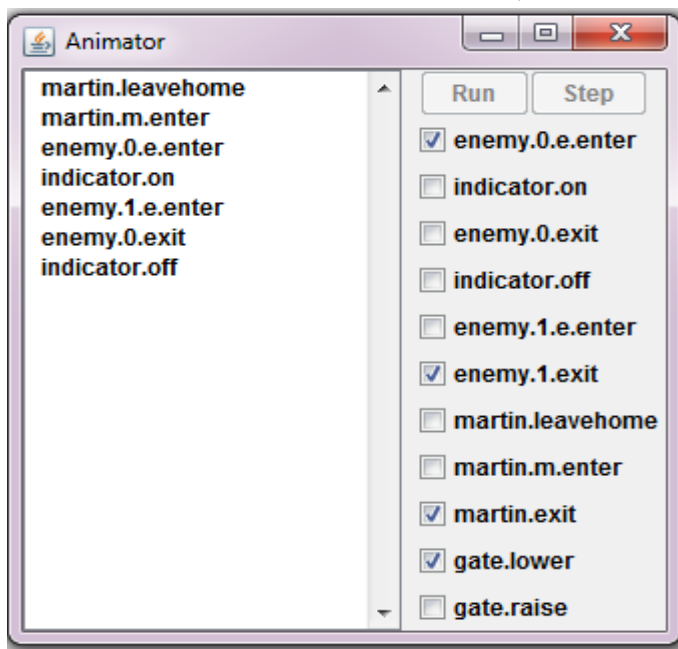 Animator
martin.leavehome
martin.m.enter
enemy.0.e.enter
indicator.on
enemy.1.e.enter
enemy.0.exit
indicator.off
Run Step
enemy.0.e.enter
indicator.on
enemy.0.exit
indicator.off
enemy.1.e.enter
enemy.1.exit
martin.leavehome
martin.m.enter
martin.exit
gate.lower
gate.raise